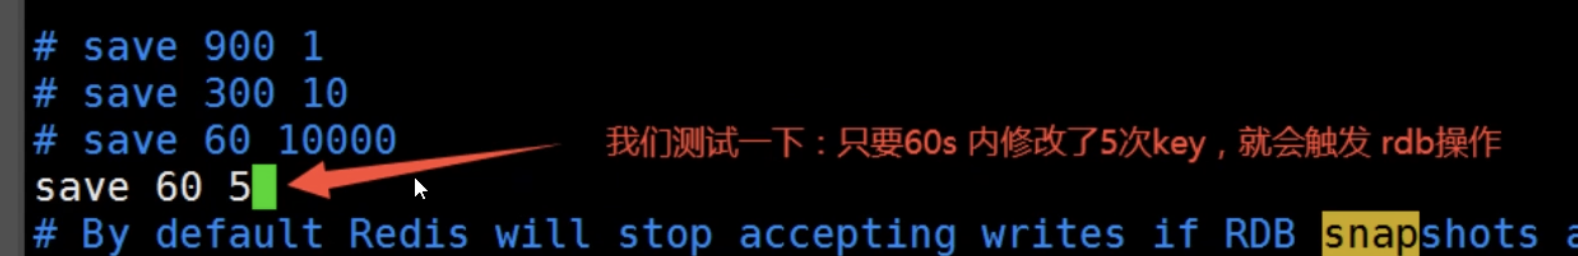 # save 900 1
# save 300 10
# save 60 10000
我们测试一下：只要60s 内修改了5次key，就会触发 rdb操作
save 60 5
# By default Redis will stop accepting writes if RDB snapshots a